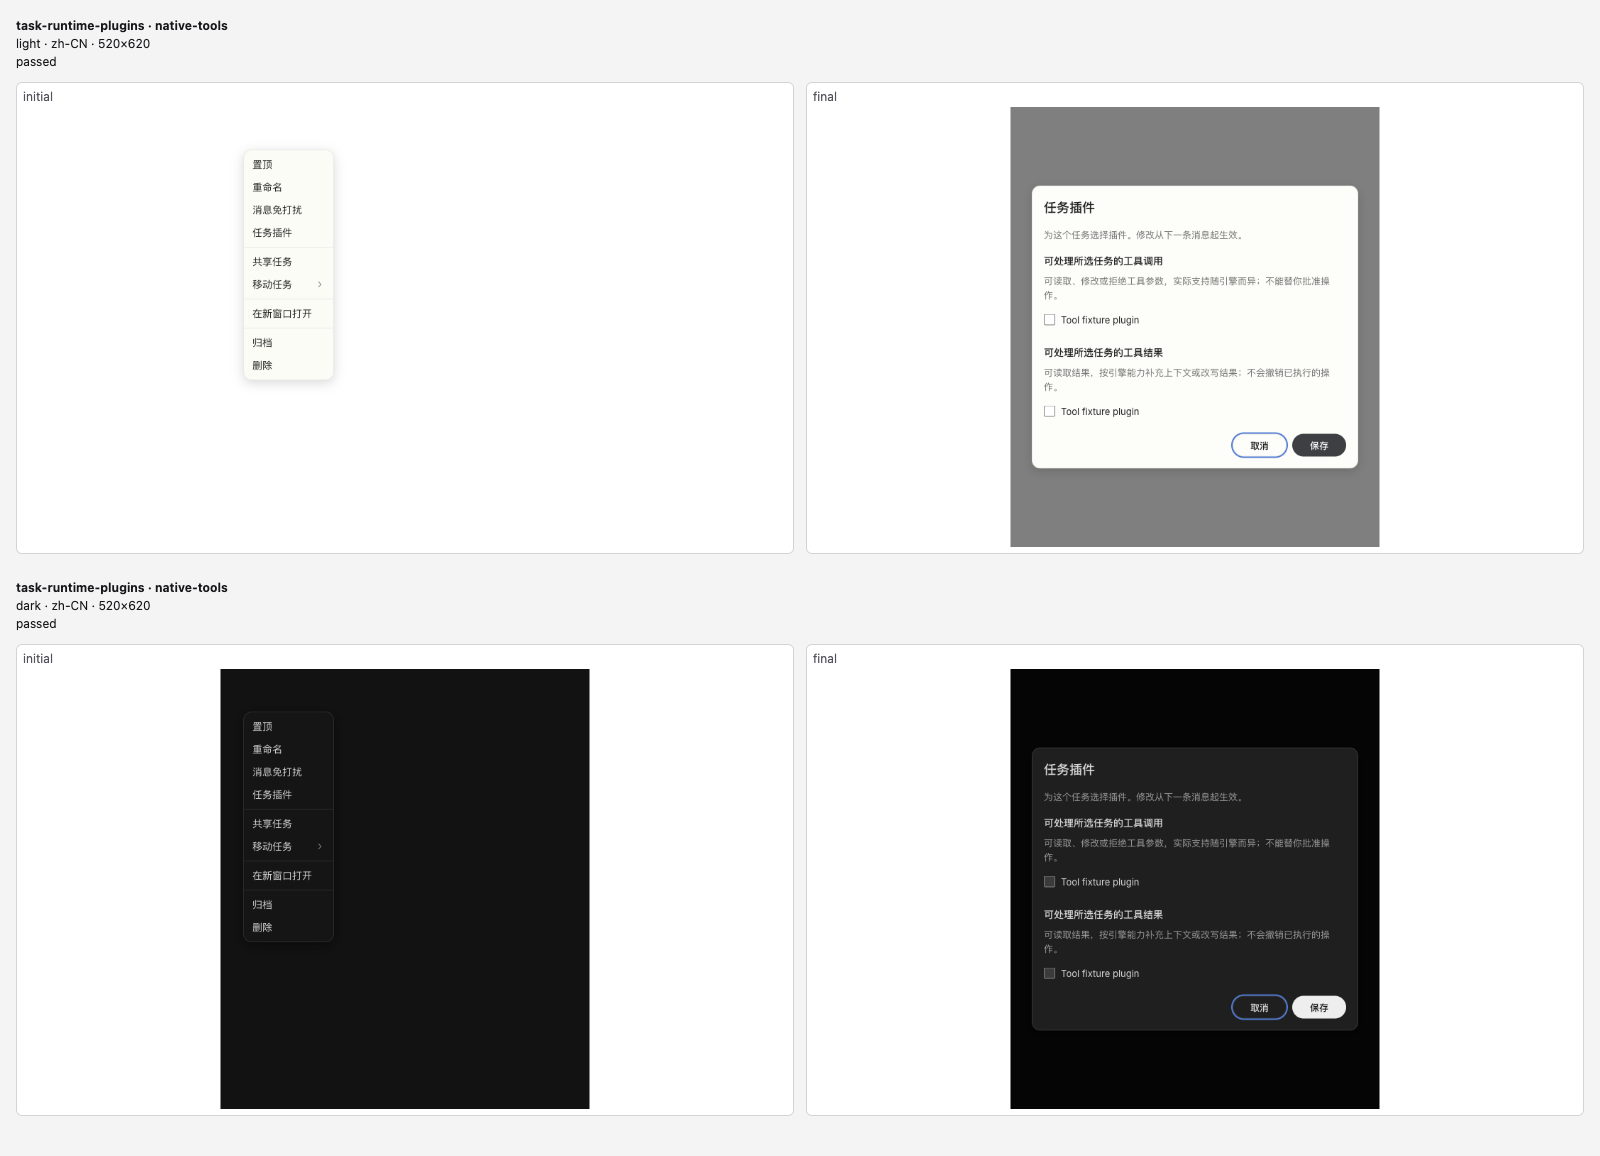 task-runtime-plugins · native-tools
light · zh-CN · 520×620
passed
initial
置顶
重命名
消息免打扰
任务插件
共享任务
移动任务
在新窗口打开
归档
删除
final
任务插件
为这个任务选择插件。修改从下一条消息起生效。
可处理所选任务的工具调用
可读取、修改或拒绝工具参数，实际支持随引擎而异；不能替你批准操
作。
Tool fixture plugin
可处理所选任务的工具结果
可读取结果、按引擎能力补充上下文或改写结果；不会撤销已执行的操
作。
Tool fixture plugin
取消
保存
task-runtime-plugins · native-tools
dark · zh-CN · 520×620
passed
initial
置顶
重命名
消息免打扰
任务插件
共享任务
移动任务
在新窗口打开
归档
删除
final
任务插件
为这个任务选择插件。修改从下一条消息起生效。
可处理所选任务的工具调用
可读取、修改或拒绝工具参数，实际支持随引擎而异；不能替你批准操
作。
Tool fixture plugin
可处理所选任务的工具结果
可读取结果、按引擎能力补充上下文或改写结果；不会撤销已执行的操
作。
Tool fixture plugin
取消
保存